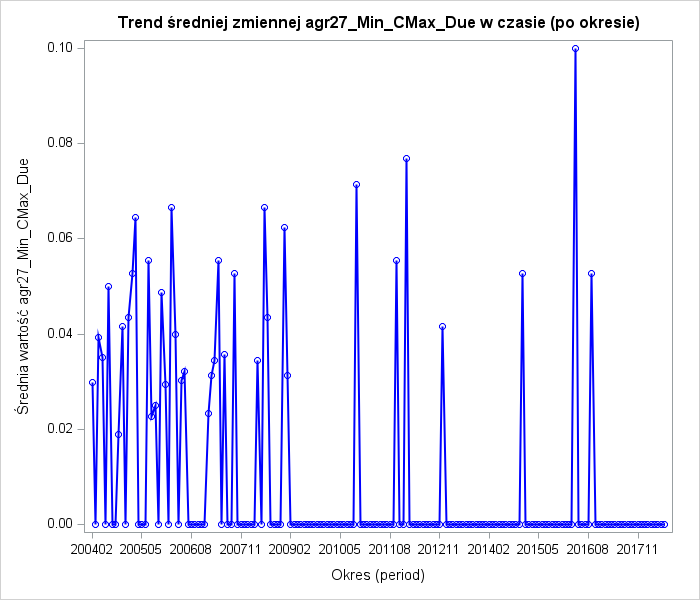 Trend średniej zmiennej agr27_Min_CMax_Due w czasie (po okresie)
Średnia wartość agr27_Min_CMax_Due
0.10
0.08
0.06
0.04
0.02
0.00
200402 200505 200608 200711 200902 201005 201108 201211 201402 201505 201608 201711
Okres (period)